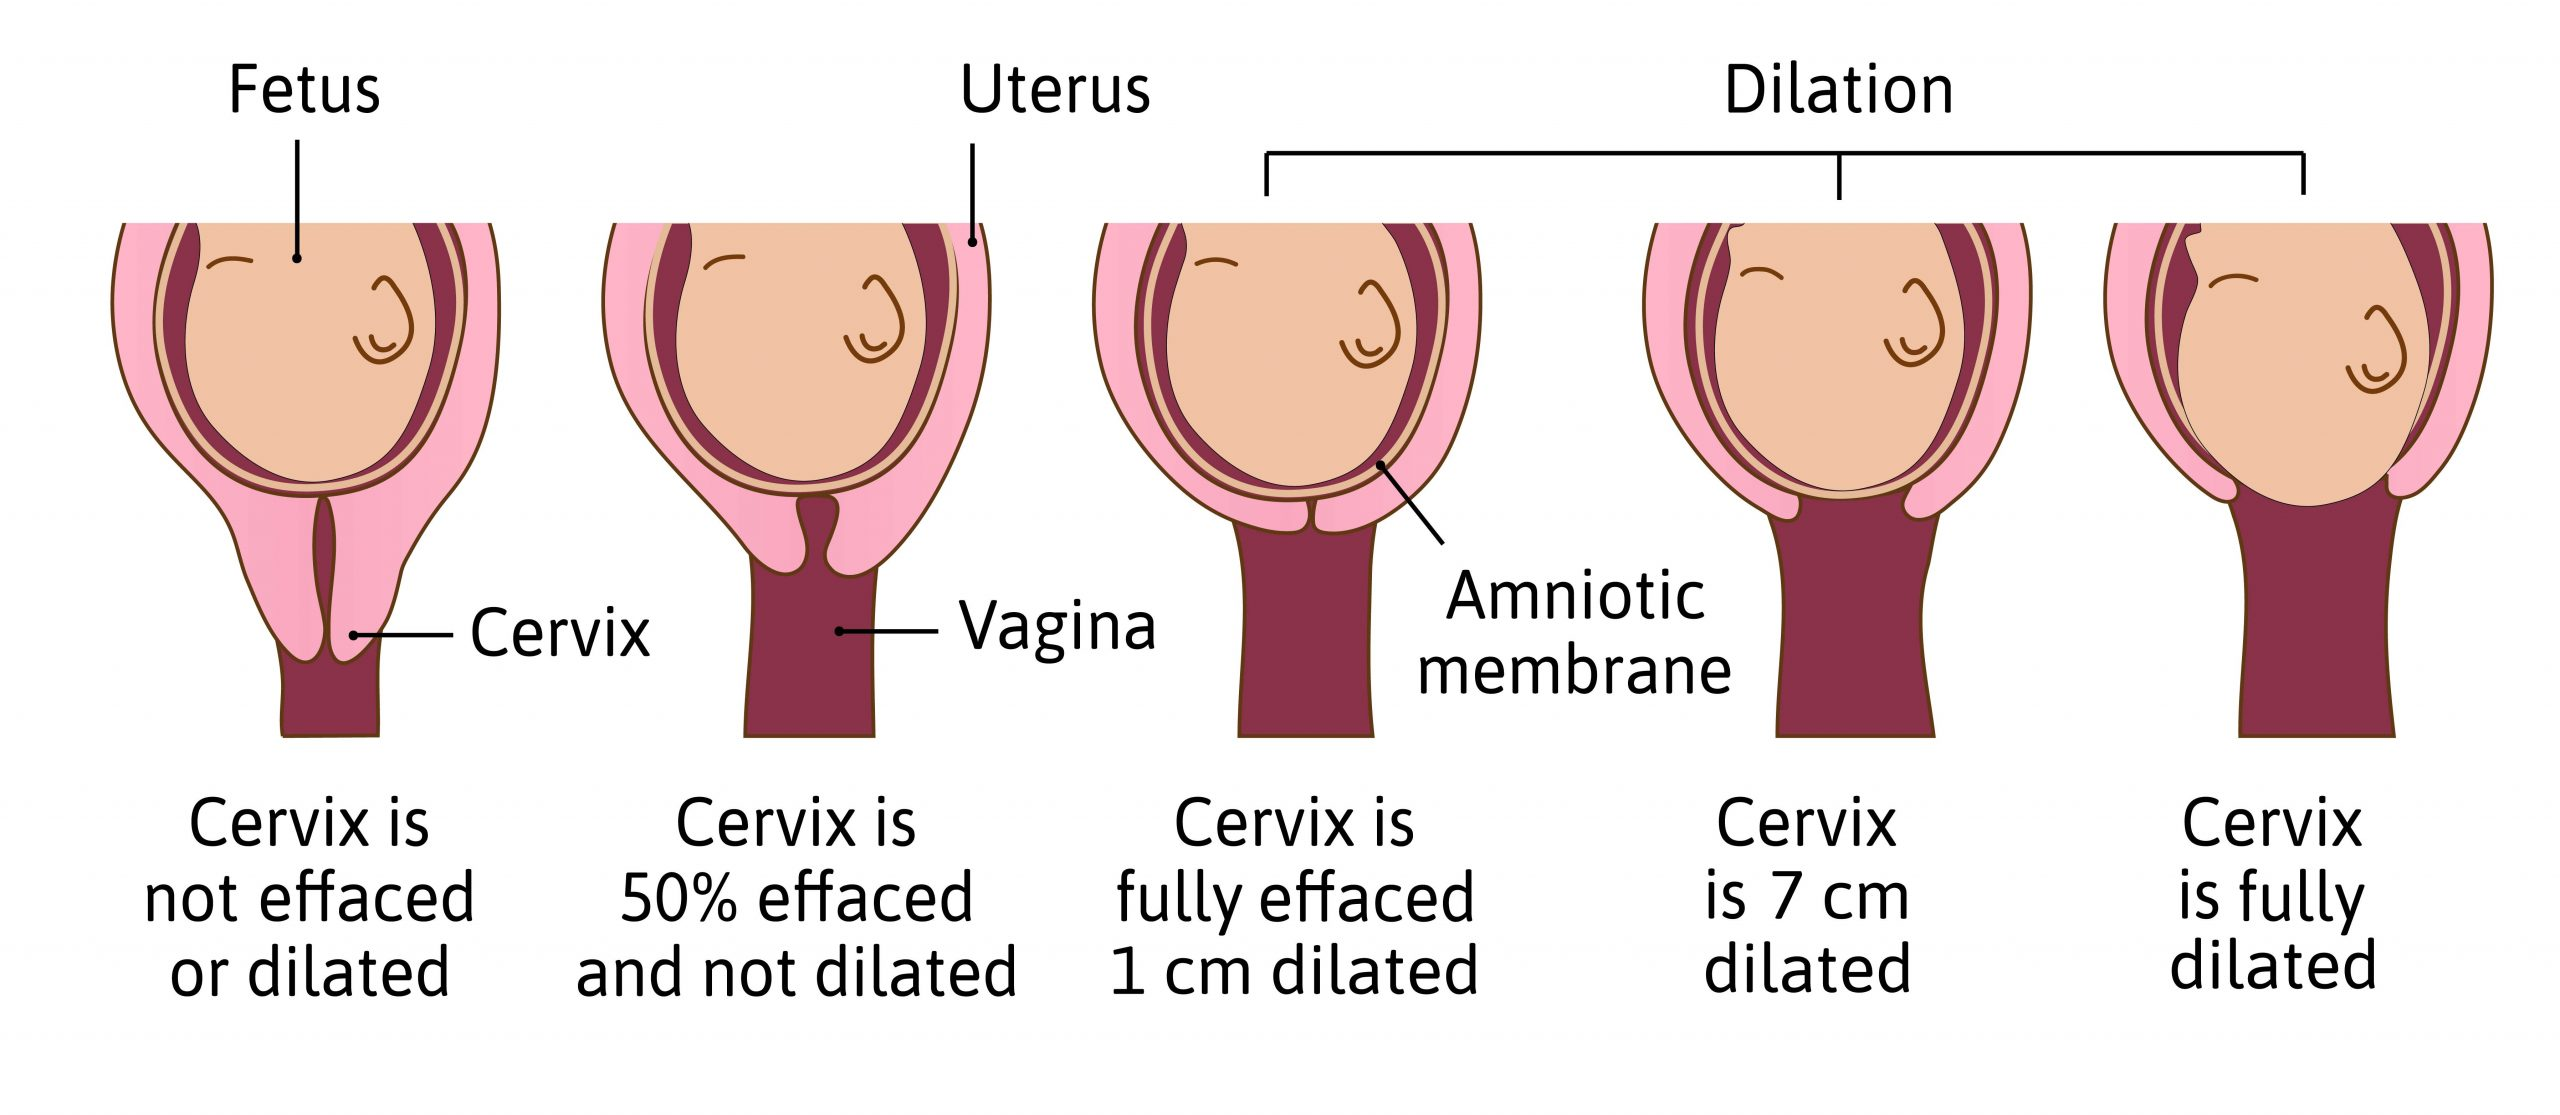 Fetus
Uterus
Dilation
Cervix
Vagina
Amniotic
membrane
Cervix is
not effaced
or dilated
Cervix is
50% effaced
and not dilated
Cervix is
fully effaced
1 cm dilated
Cervix
is 7 cm
dilated
Cervix
is fully
dilated